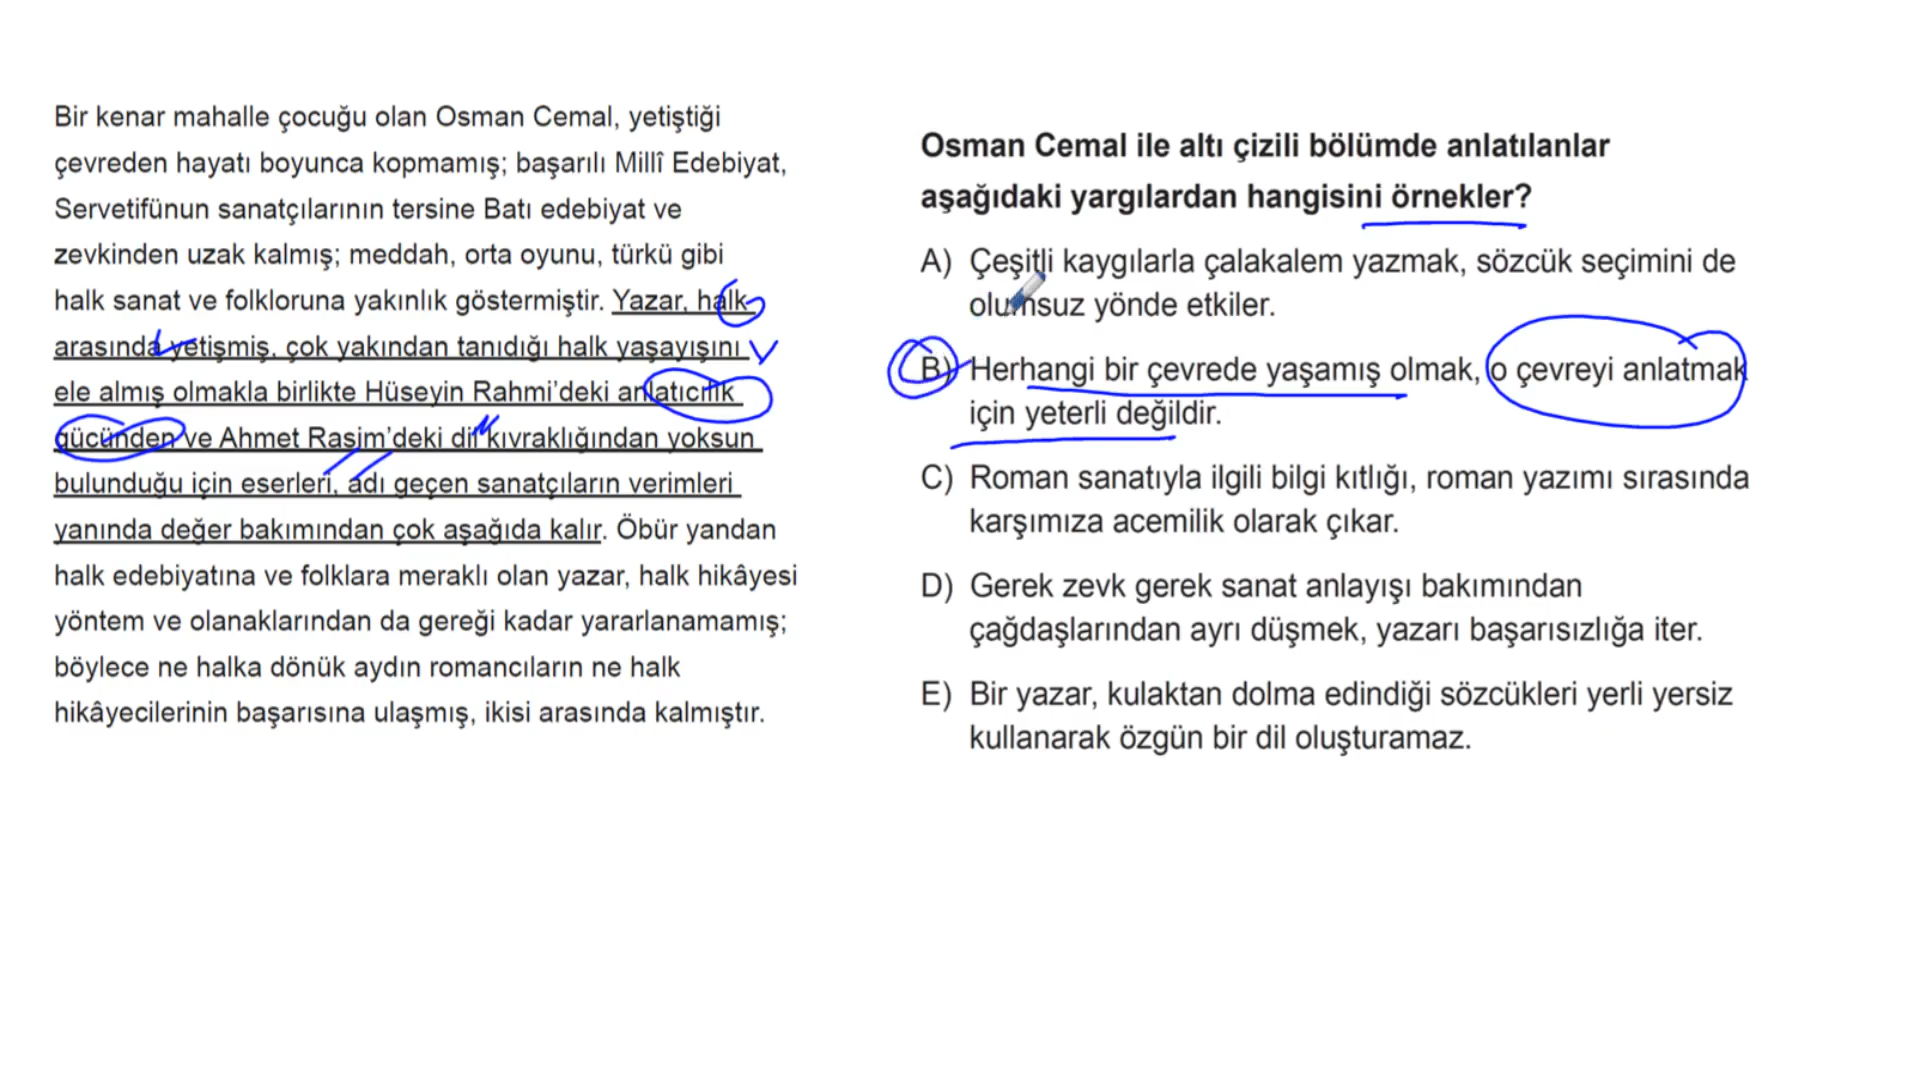 Bir kenar mahalle çocuğu olan Osman Cemal, yetiştiği
çevreden hayatı boyunca kopmamış; başarılı Millî Edebiyat,
Servetifünun sanatçılarının tersine Batı edebiyat ve
zevkinden uzak kalmış; meddah, orta oyunu, türkü gibi
halk sanat ve folkloruna yakınlık göstermiştir. Yazar, halk
arasında yetişmiş, çok yakından tanıdığı halk yaşayışını
ele almış olmakla birlikte Hüseyin Rahmi'deki anlatıcılık
gücünden ve Ahmet Rasim'deki dil kıvraklığından yoksun
bulunduğu için eserleri, adı geçen sanatçıların verimleri
yanında değer bakımından çok aşağıda kalır. Öbür yandan
halk edebiyatına ve folklara meraklı olan yazar, halk hikâyesi
yöntem ve olanaklarından da gereği kadar yararlanamamış;
böylece ne halka dönük aydın romancıların ne halk
hikâyecilerinin başarısına ulaşmış, ikisi arasında kalmıştır.
Osman Cemal ile altı çizili bölümde anlatılanlar
aşağıdaki yargılardan hangisini örnekler?
A) Çeşitli kaygılarla çalakalem yazmak, sözcük seçimini de
olumsuz yönde etkiler.
B) Herhangi bir çevrede yaşamış olmak, o çevreyi anlatmak
için yeterli değildir.
C) Roman sanatıyla ilgili bilgi kıtlığı, roman yazımı sırasında
karşımıza acemilik olarak çıkar.
D) Gerek zevk gerek sanat anlayışı bakımından
çağdaşlarından ayrı düşmek, yazarı başarısızlığa iter.
E) Bir yazar, kulaktan dolma edindiği sözcükleri yerli yersiz
kullanarak özgün bir dil oluşturamaz.